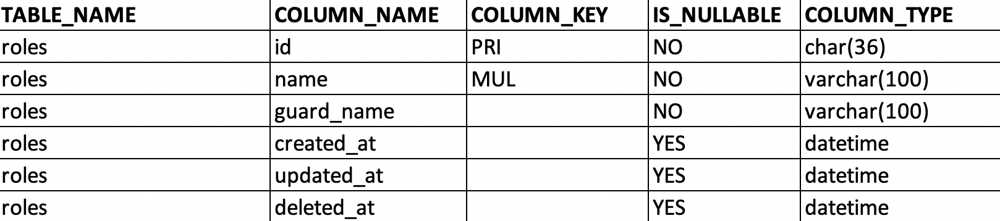 TABLE_NAME COLUMN_NAME COLUMN_KEY IS_NULLABLE COLUMN_TYPE
roles id PRI NO char(36)
roles name MUL NO varchar(100)
roles guard_name NO varchar(100)
roles created_at YES datetime
roles updated_at YES datetime
roles deleted_at YES datetime